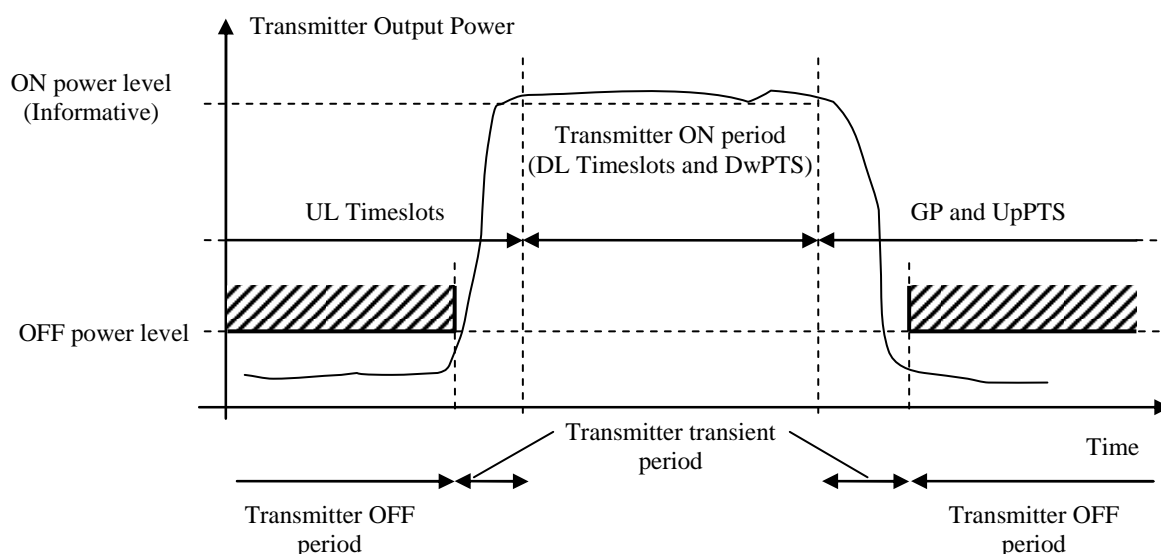 Transmitter Output Power
ON power level
(Informative)
Transmitter ON period
(DL Timeslots and DwPTS)
UL Timeslots
GP and UpPTS
OFF power level
Transmitter transient
period
Time
Transmitter OFF
period
Transmitter OFF
period